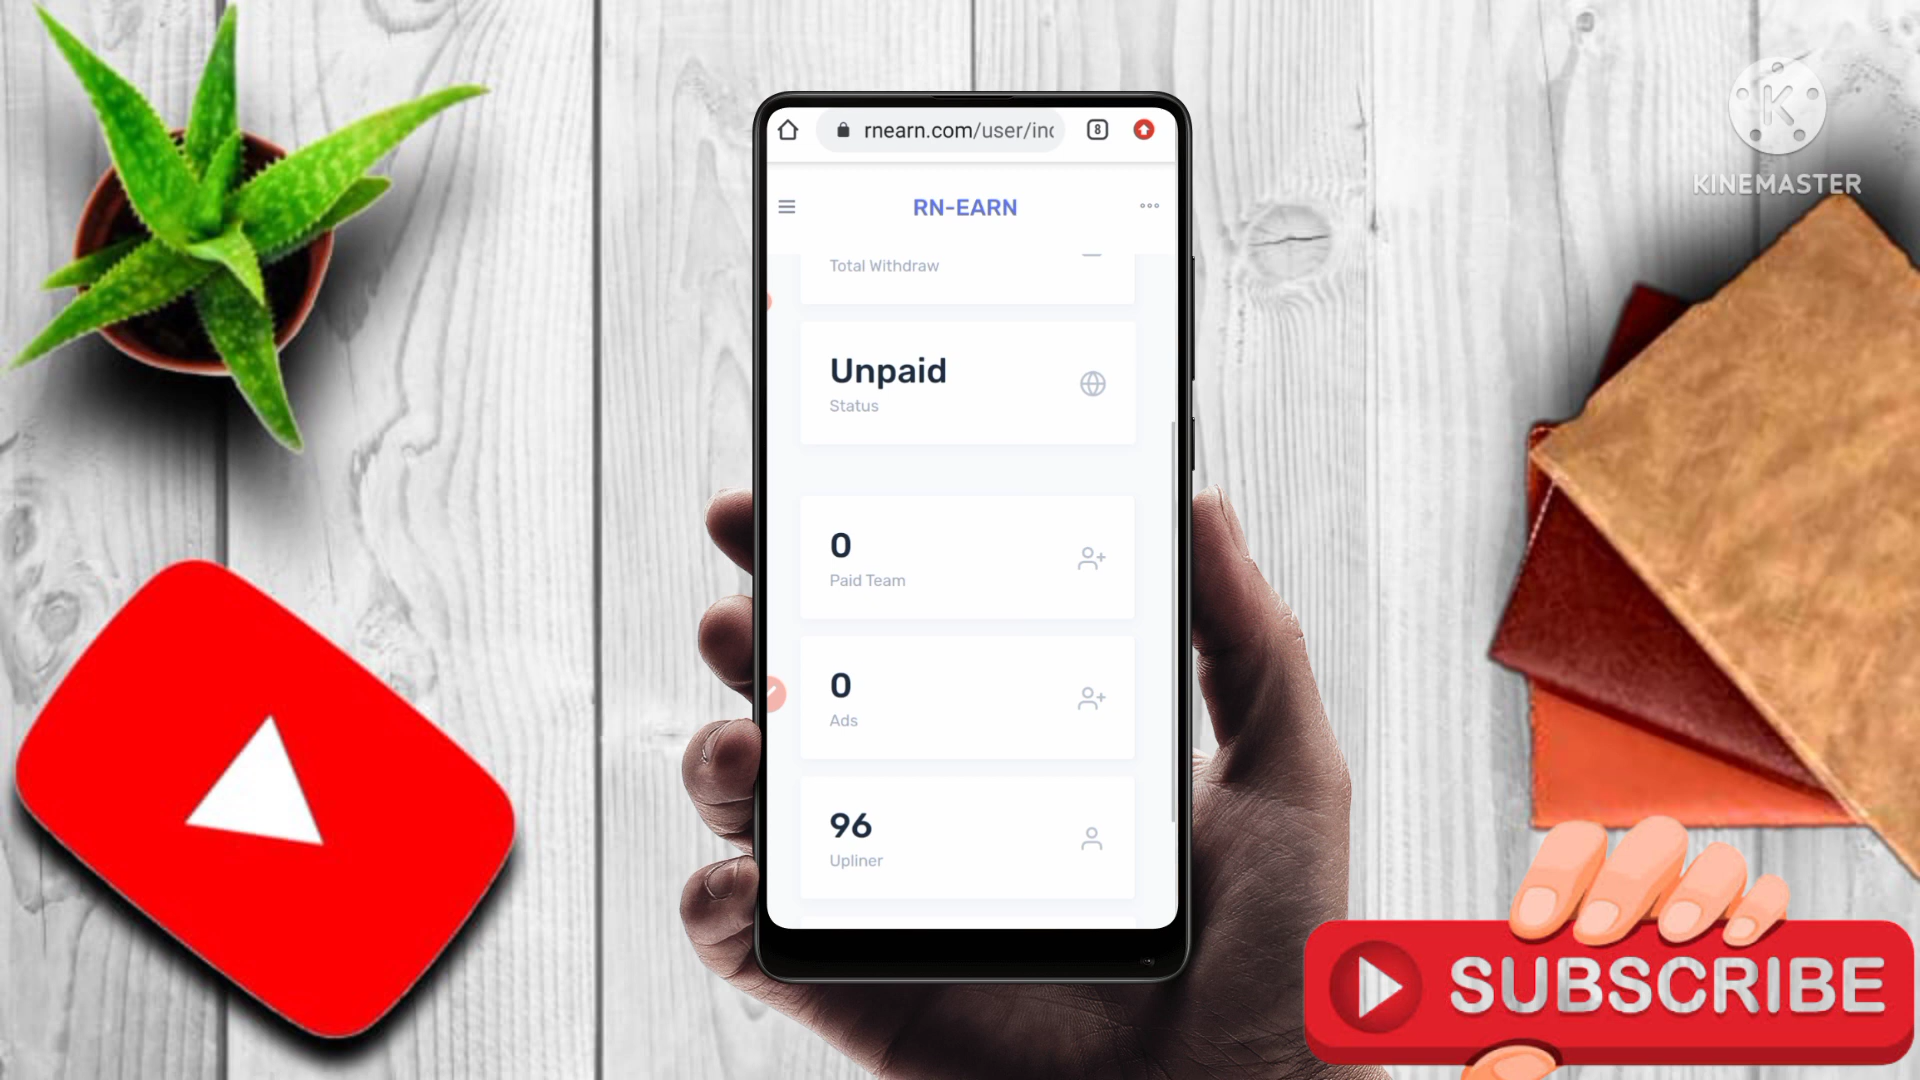 rnearn.com/user/in
8
RN-EARN
Total Withdraw
Unpaid
Status
0
Paid Team
0
Ads
96
Upliner
K
KINEMASTER
SUBSCRIBE